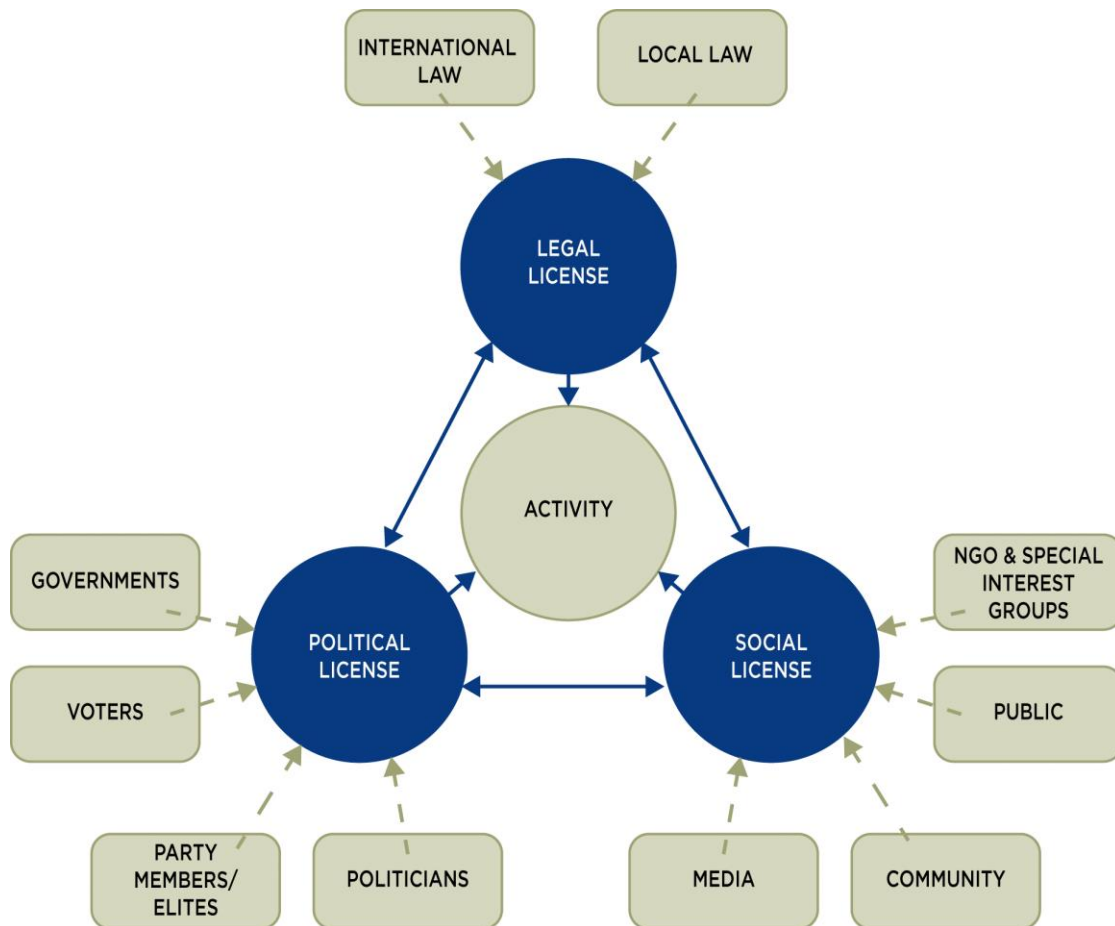 INTERNATIONAL
LAW
LOCAL LAW
LEGAL
LICENSE
ACTIVITY
GOVERNMENTS
VOTERS
POLITICAL
LICENSE
SOCIAL
LICENSE
NGO & SPECIAL
INTEREST
GROUPS
PUBLIC
PARTY
MEMBERS/
ELITES
POLITICIANS
MEDIA
COMMUNITY